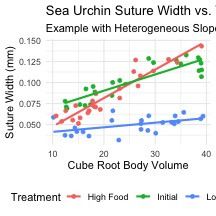 Sea Urchin Suture Width vs.
Example with Heterogeneous Slope
Suture Width (mm)
0.150
0.125
0.100
0.075
0.050
10
20
30
40
Cube Root Body Volume
Treatment
High Food
Initial
Lo